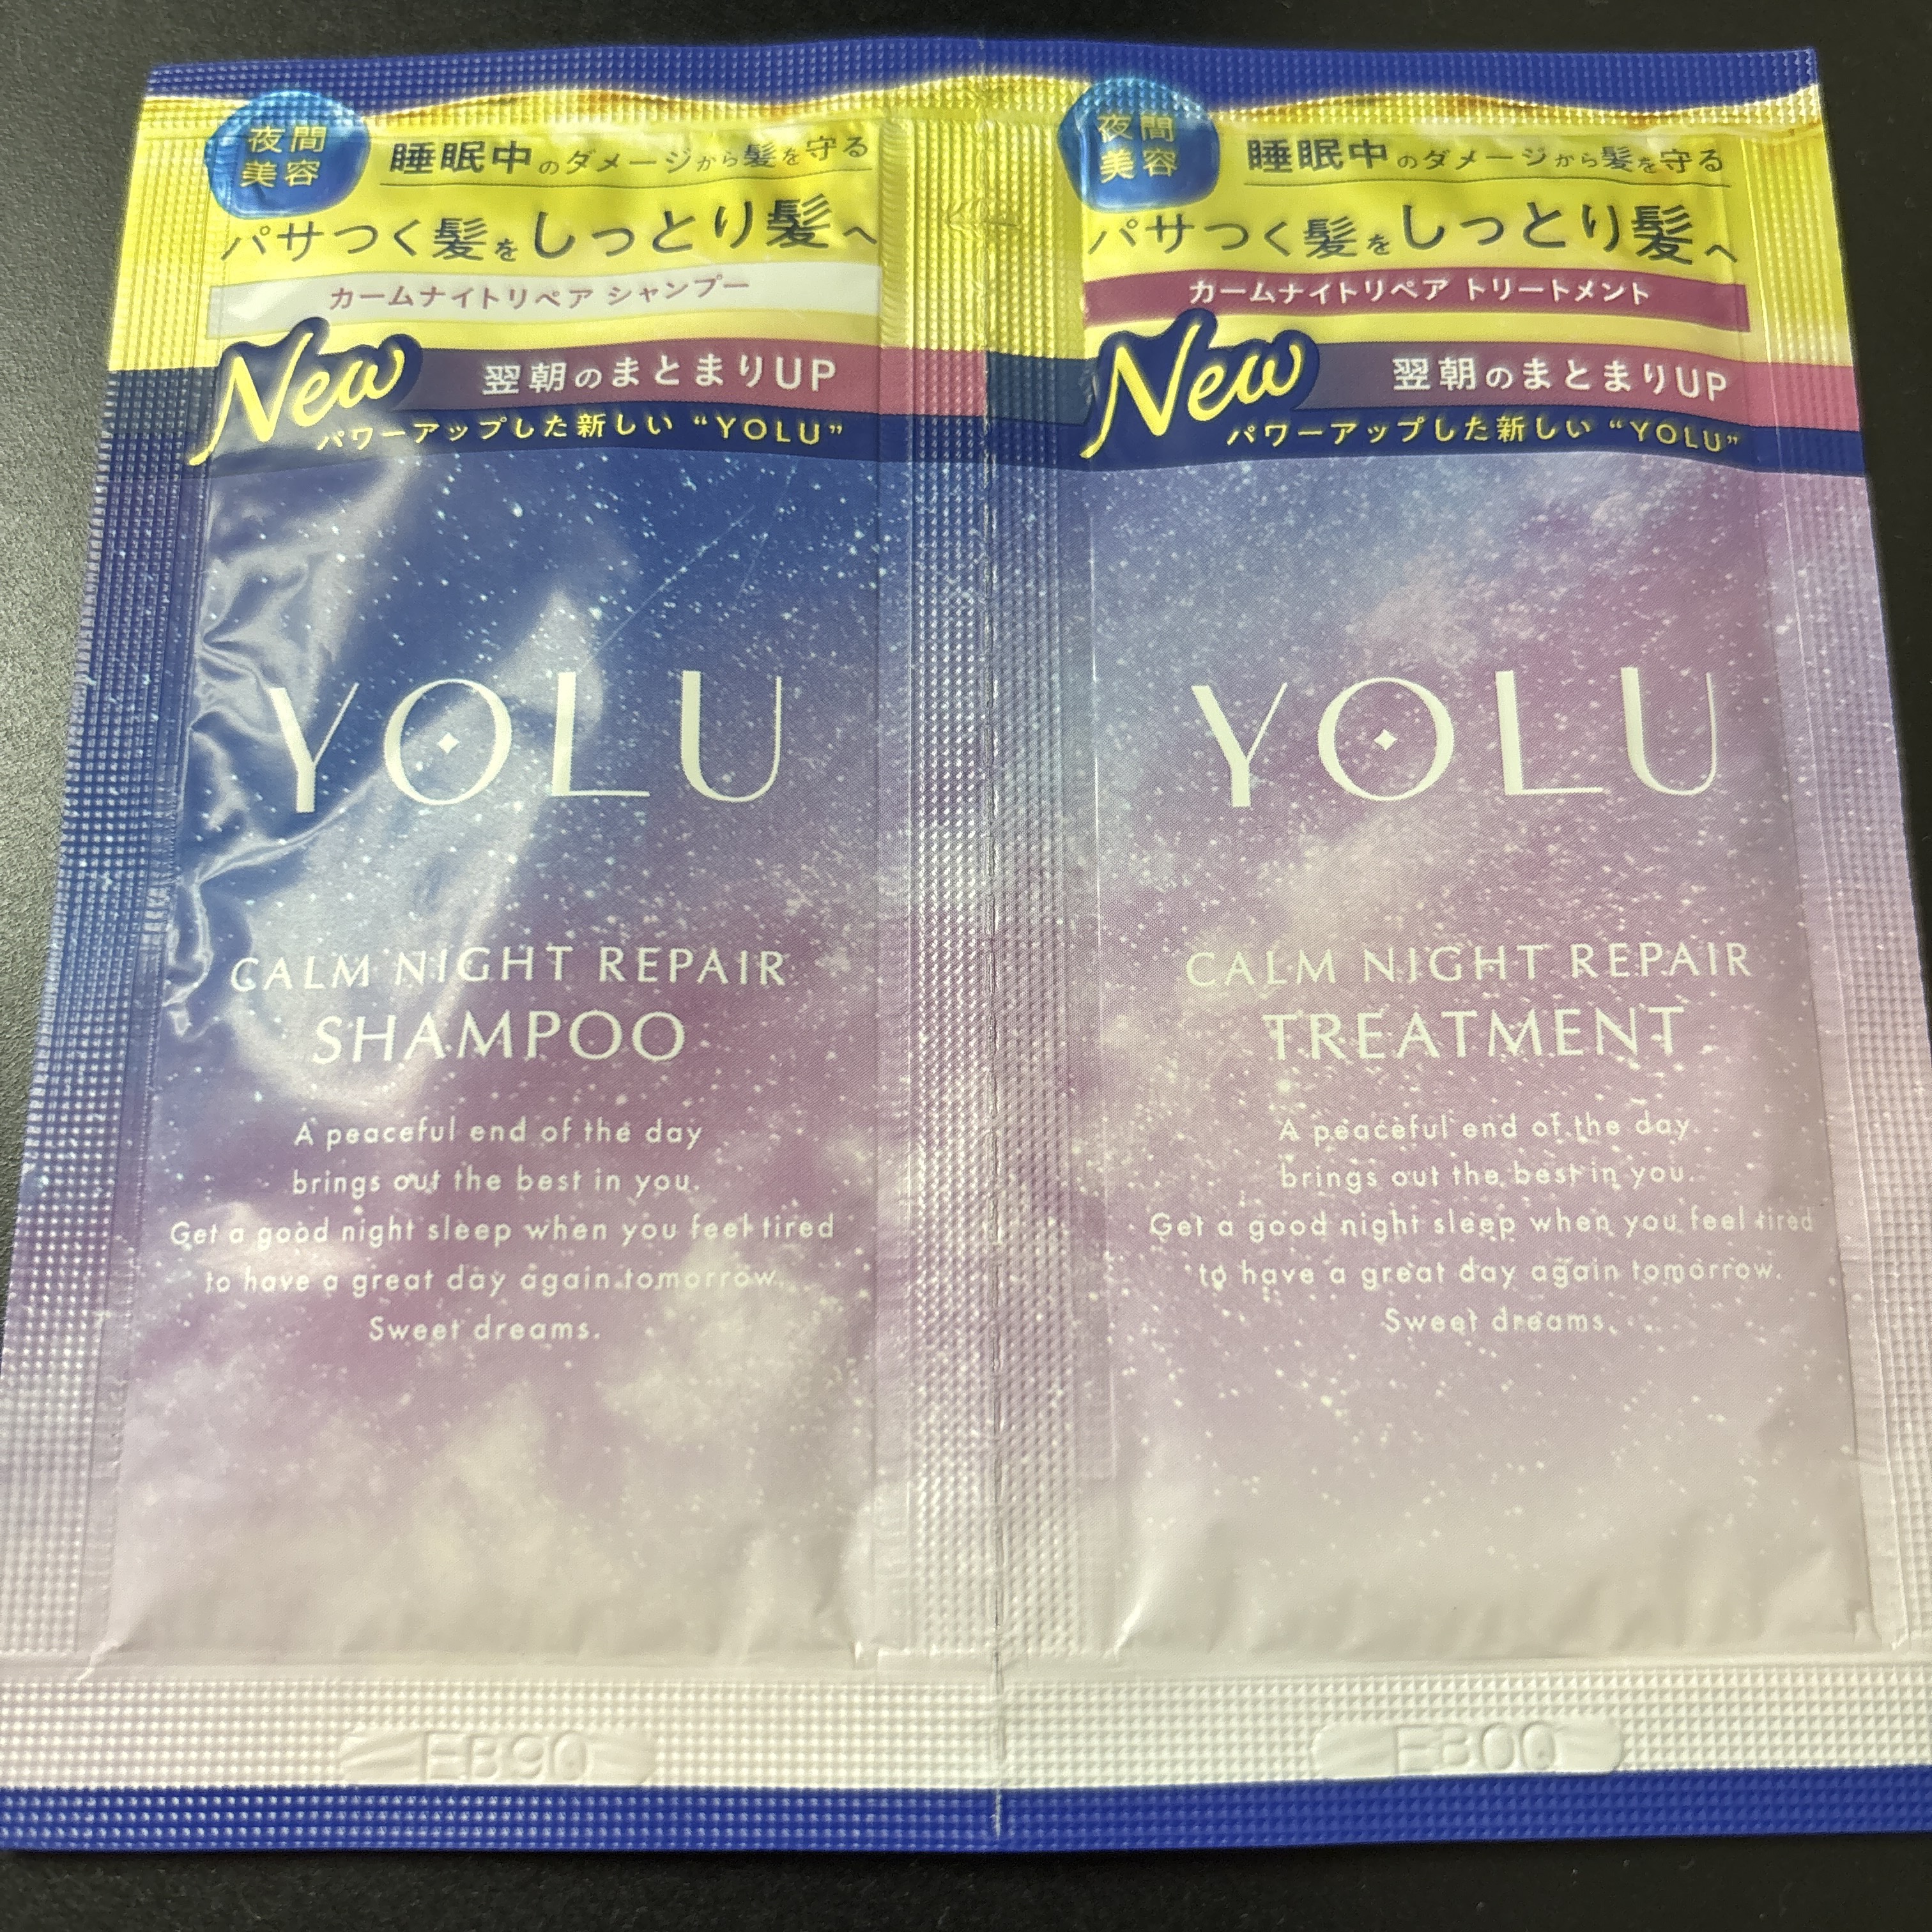 夜間
美容
睡眠中のダメージから髪を守る
パサつく髪をしっとり髪へ
カームナイトリペア シャンプー
New
翌朝のまとまりUP
パワーアップした新しい“YOLU”
YOLU
CALM NIGHT REPAIR
SHAMPOO
A peaceful end of the day
brings out the best in you.
Get a good night sleep when you feel tired
to have a great day again tomorrow.
Sweet dreams.
EB90
夜間
美容
睡眠中のダメージから髪を守る
パサつく髪をしっとり髪へ
カームナイトリペア トリートメント
New
翌朝のまとまりUP
パワーアップした新しい“YOLU”
YOLU
CALM NIGHT REPAIR
TREATMENT
A peaceful end of the day
brings out the best in you.
Get a good night sleep when you feel tired
to have a great day again tomorrow.
Sweet dreams.